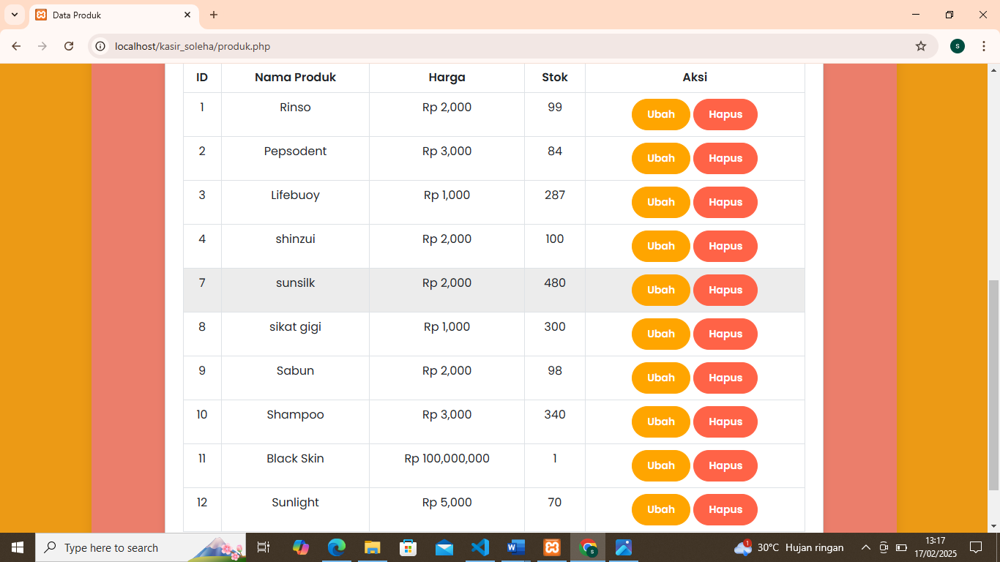 Data Produk
localhost/kasir_soleha/produk.php
s
ID Nama Produk Harga Stok Aksi
1 Rinso Rp 2,000 99 Ubah Hapus
2 Pepsodent Rp 3,000 84 Ubah Hapus
3 Lifebuoy Rp 1,000 287 Ubah Hapus
4 shinzui Rp 2,000 100 Ubah Hapus
7 sunsilk Rp 2,000 480 Ubah Hapus
8 sikat gigi Rp 1,000 300 Ubah Hapus
9 Sabun Rp 2,000 98 Ubah Hapus
10 Shampoo Rp 3,000 340 Ubah Hapus
11 Black Skin Rp 100,000,000 1 Ubah Hapus
12 Sunlight Rp 5,000 70 Ubah Hapus
Type here to search
1
30°C Hujan ringan
13:17
17/02/2025